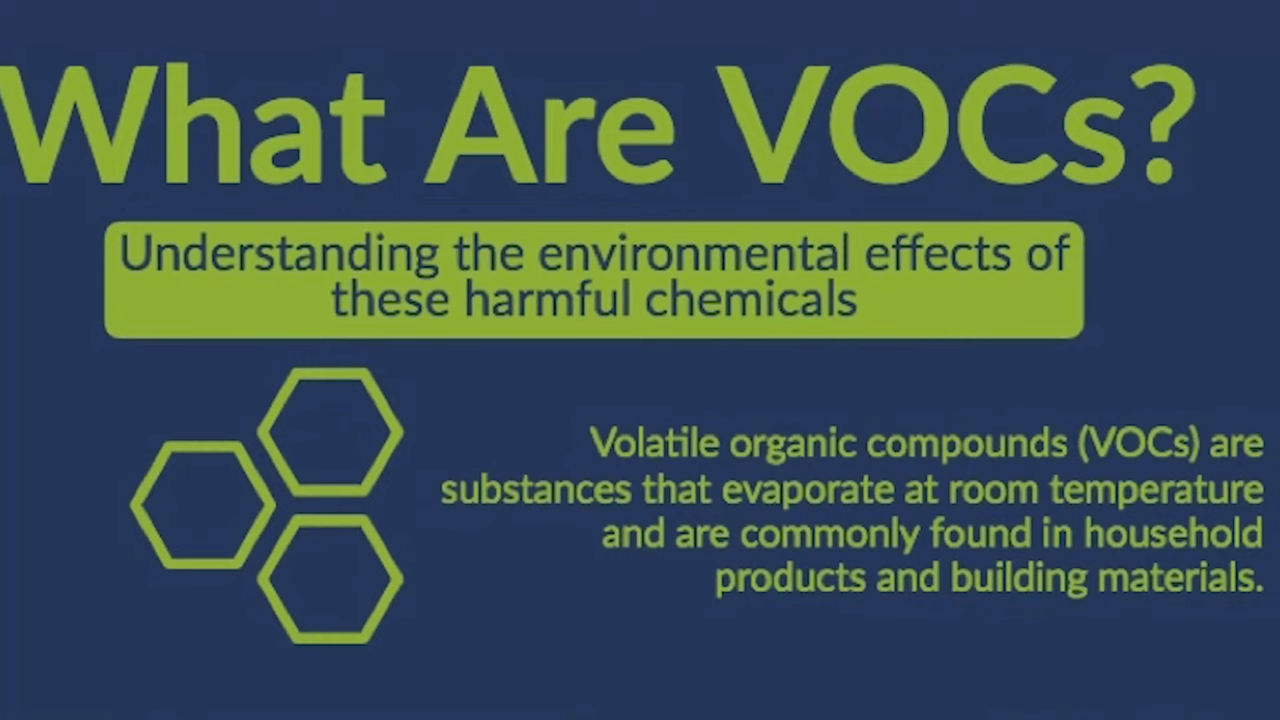 What Are VOCs?
Understanding the environmental effects of
these harmful chemicals
Volatile organic compounds (VOCs) are
substances that evaporate at room temperature
and are commonly found in household
products and building materials.